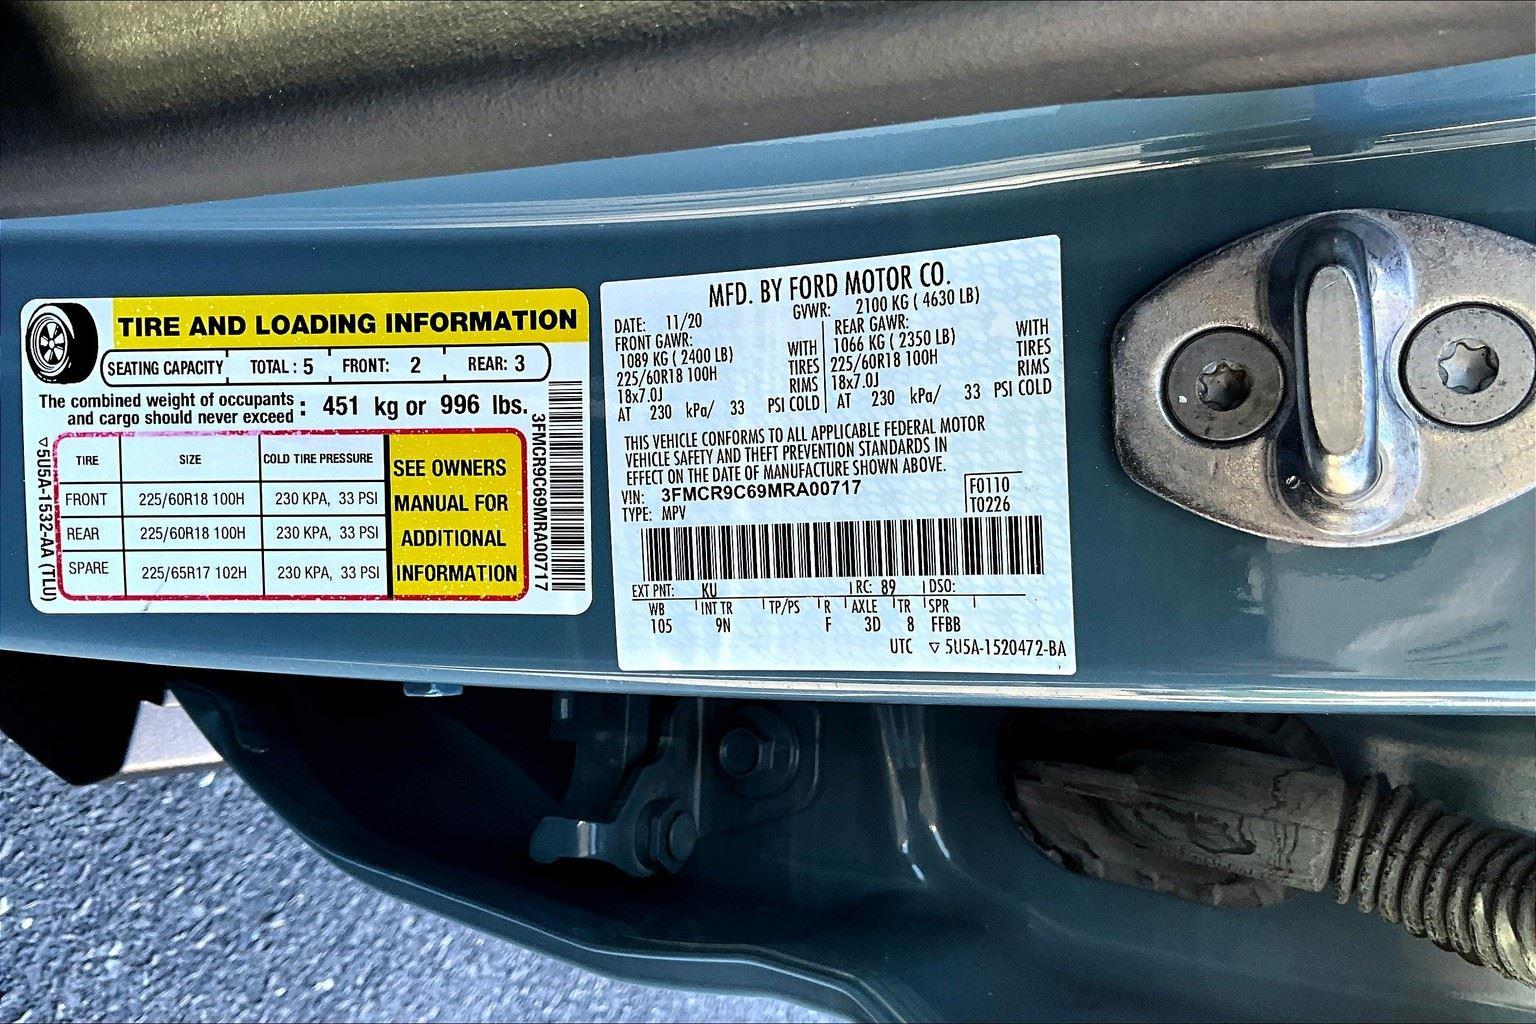 TIRE AND LOADING INFORMATION
SEATING CAPACITY TOTAL : 5 FRONT: 2 REAR: 3
The combined weight of occupants
and cargo should never exceed : 451 kg or 996 lbs.
TIRE SIZE COLD TIRE PRESSURE
FRONT 225/60R18 100H 230 KPA, 33 PSI
REAR 225/60R18 100H 230 KPA, 33 PSI
SPARE 225/65R17 102H 230 KPA, 33 PSI
SEE OWNERS
MANUAL FOR
ADDITIONAL
INFORMATION
▽5U5A-1532-AA (TLU)
3FMCR9C69MRA00717
MFD. BY FORD MOTOR CO.
DATE: 11/20 GVWR: 2100 KG ( 4630 LB)
FRONT GAWR:
1089 KG ( 2400 LB) WITH
225/60R18 100H TIRES
18x7.0J RIMS
AT 230 kPa/ 33 PSI COLD
REAR GAWR:
1066 KG ( 2350 LB) WITH
225/60R18 100H TIRES
18x7.0J RIMS
AT 230 kPa/ 33 PSI COLD
THIS VEHICLE CONFORMS TO ALL APPLICABLE FEDERAL MOTOR
VEHICLE SAFETY AND THEFT PREVENTION STANDARDS IN
EFFECT ON THE DATE OF MANUFACTURE SHOWN ABOVE.
VIN: 3FMCR9C69MRA00717 F0110
TYPE: MPV T0226
EXT PNT: KU RC: 89 DSO:
WB INT TR TP/PS R AXLE TR SPR
105 9N F 3D 8 FFBB
UTC ▽5U5A-1520472-BA